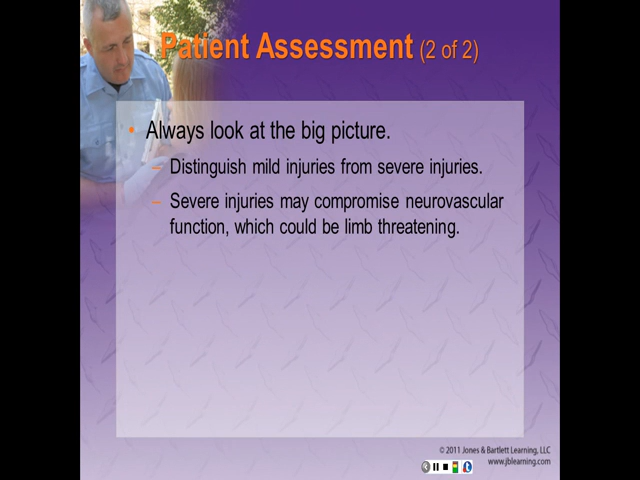 Patient Assessment (2 of 2)
• Always look at the big picture.
– Distinguish mild injuries from severe injuries.
– Severe injuries may compromise neurovascular
function, which could be limb threatening.
© 2011 Jones & Bartlett Learning, LLC
www.jblearning.com